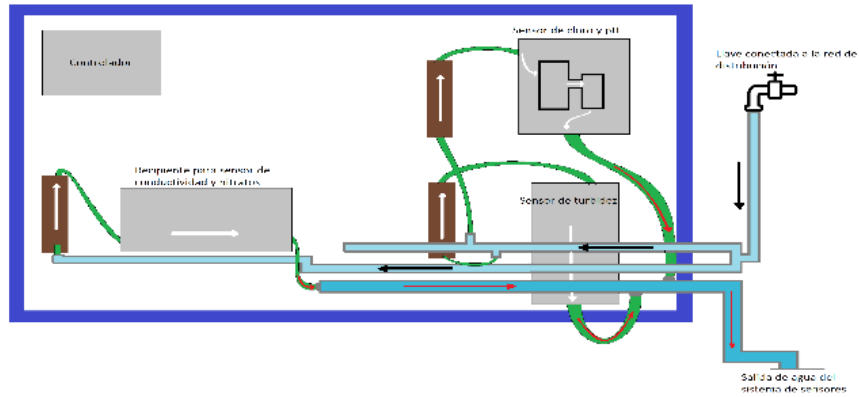 Sensor de cloro y pH
Controlador
Llave conectada a la red de
distribución
Recipiente para sensor de
conductividad y nitratos
Sensor de turbidez
Salida de agua del
sistema de sensores